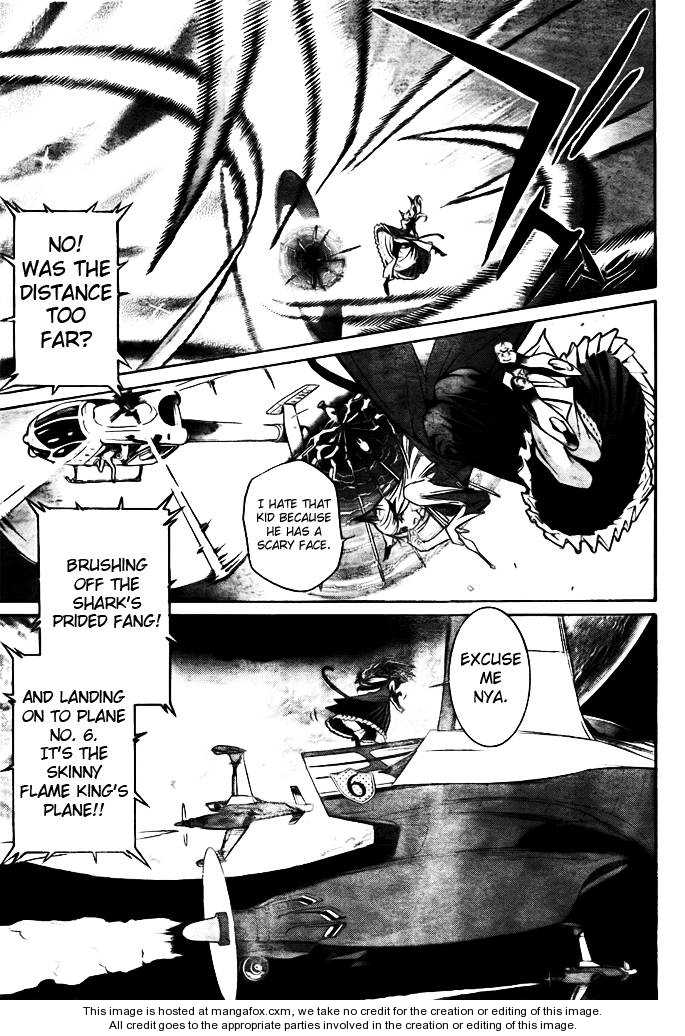 NO!
WAS THE
DISTANCE
TOO
FAR?
I HATE THAT
KID BECAUSE
HE HAS A
SCARY FACE.
BRUSHING
OFF THE
SHARK'S
PRIDED FANG!
EXCUSE
ME
NYA.
AND LANDING
ON TO PLANE
NO. 6.
IT'S THE
SKINNY
FLAME KING'S
PLANE!!
6
This image is hosted at mangafox.cxm, we take no credit for the creation or editing of this image.
All credit goes to the appropriate parties involved in the creation or editing of this image.